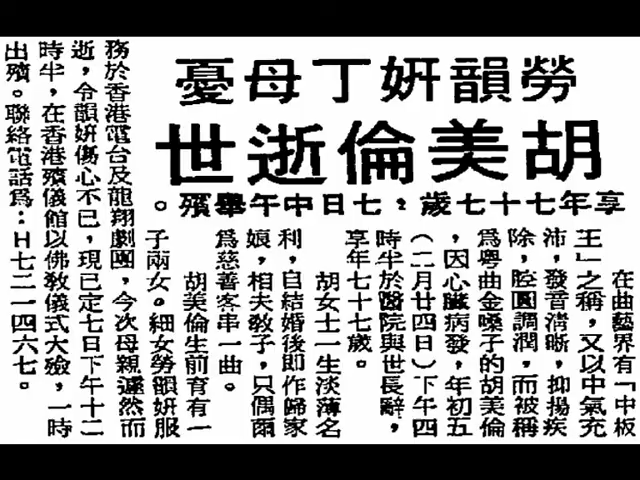 勞韻妍丁母憂
胡美倫逝世
享年七十七歲,七日中午舉殯。
在曲藝界有「中板
王」之稱,又以中氣充
沛,發音清晰,抑揚疾
除,腔圓調潤,而被稱
爲粵曲金嗓子的胡美倫
,因心臟病發,年初五
(二月廿四日)下午四
時半於醫院與世長辭,
享年七十七歲。
胡女士一生淡薄名
利,自結婚後即作歸家
娘,相夫教子,只偶爾
爲慈善客串一曲。
胡美倫生前育有一
子兩女。細女勞韻妍服
務於香港電台及龍翔劇團,今次母親遽然而
逝,令韻妍傷心不已,現已定七日下午十二
時半,在香港殯儀館以佛教儀式大殮,一時
出殯。聯絡電話爲:H七二一四六七。